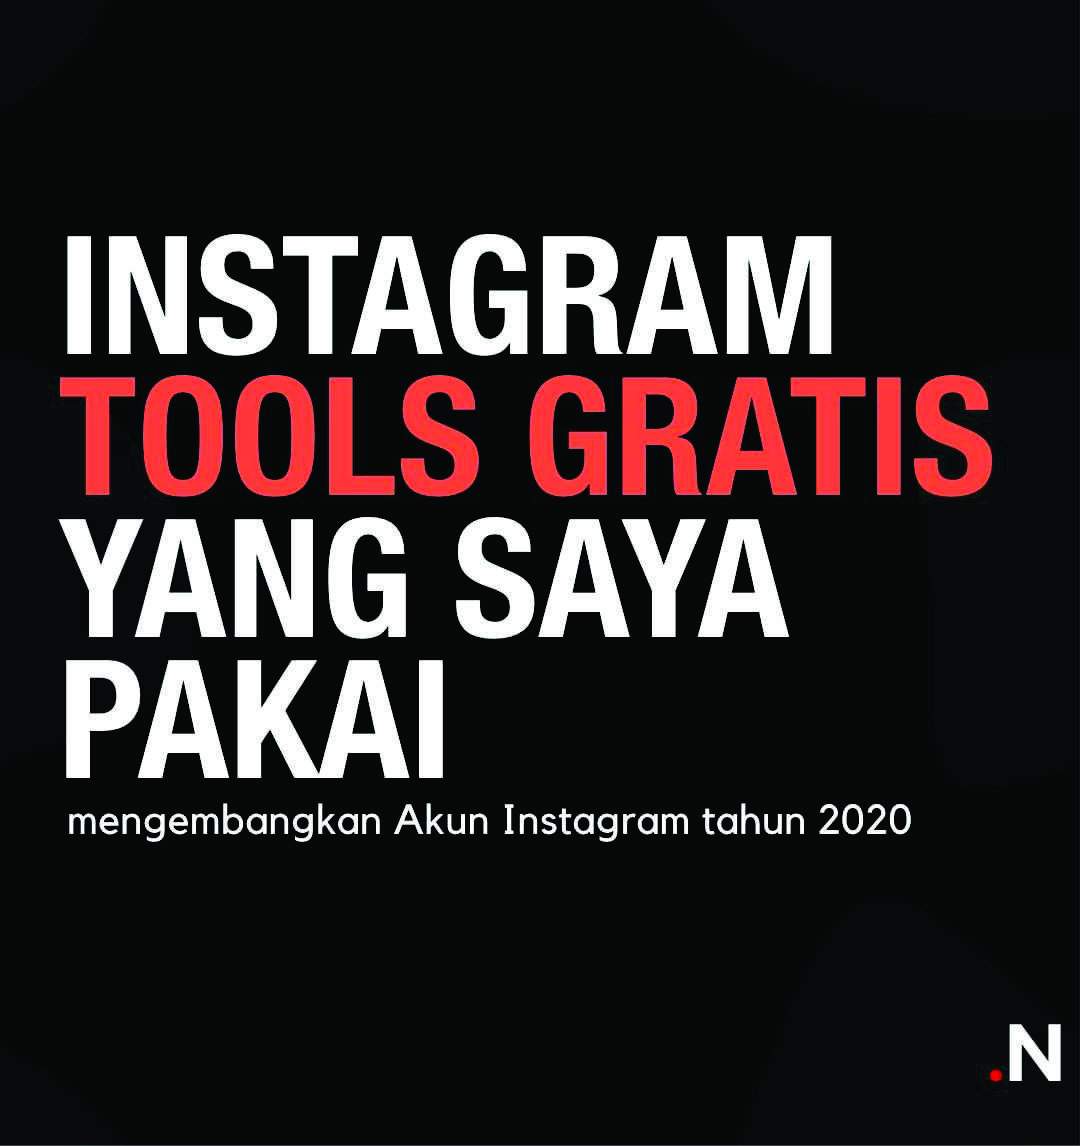 INSTAGRAM
TOOLS GRATIS
YANG SAYA
PAKAI
mengembangkan Akun Instagram tahun 2020
.N